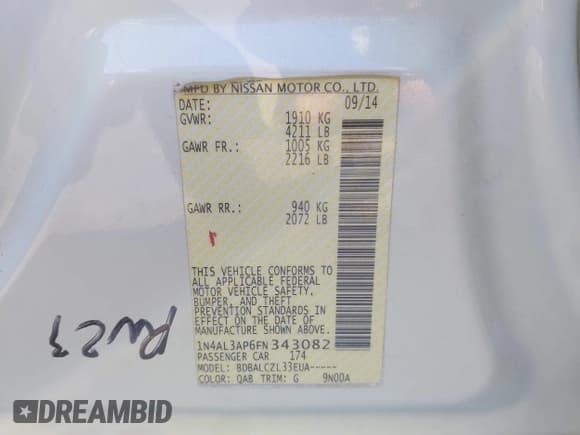 MFD BY NISSAN MOTOR CO., LTD.
DATE: 09/14
GVWR: 1910 KG
4211 LB
GAWR FR.: 1005 KG
2216 LB
GAWR RR.: 940 KG
2072 LB
THIS VEHICLE CONFORMS TO
ALL APPLICABLE FEDERAL
MOTOR VEHICLE SAFETY,
BUMPER, AND THEFT
PREVENTION STANDARDS IN
EFFECT ON THE DATE OF
MANUFACTURE SHOWN ABOVE.
1N4AL3AP6FN343082
PASSENGER CAR 174
MODEL: BDBALCZL33EUA-----
COLOR: QAB TRIM: G 9N00A
DREAMBID